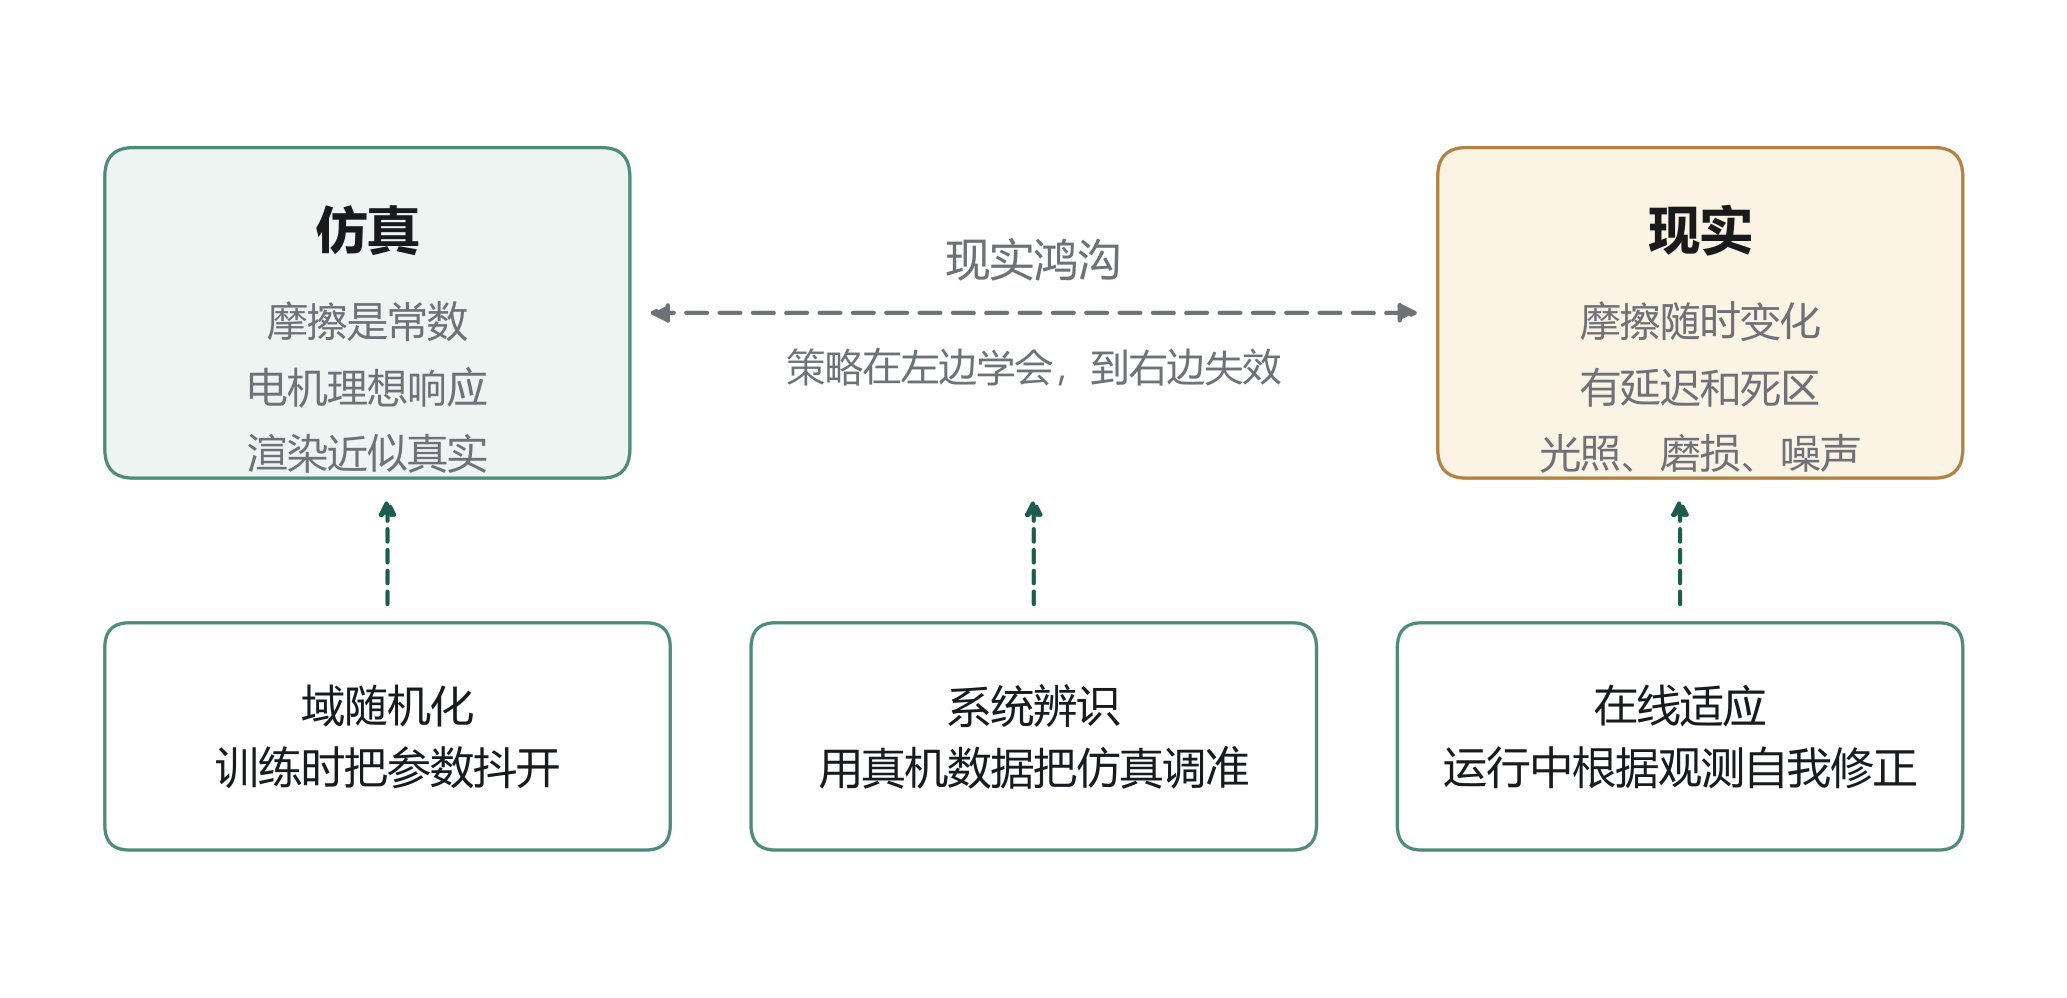 仿真
摩擦是常数
电机理想响应
渲染近似真实
现实鸿沟
策略在左边学会，到右边失效
现实
摩擦随时变化
有延迟和死区
光照、磨损、噪声
域随机化
训练时把参数抖开
系统辨识
用真机数据把仿真调准
在线适应
运行中根据观测自我修正